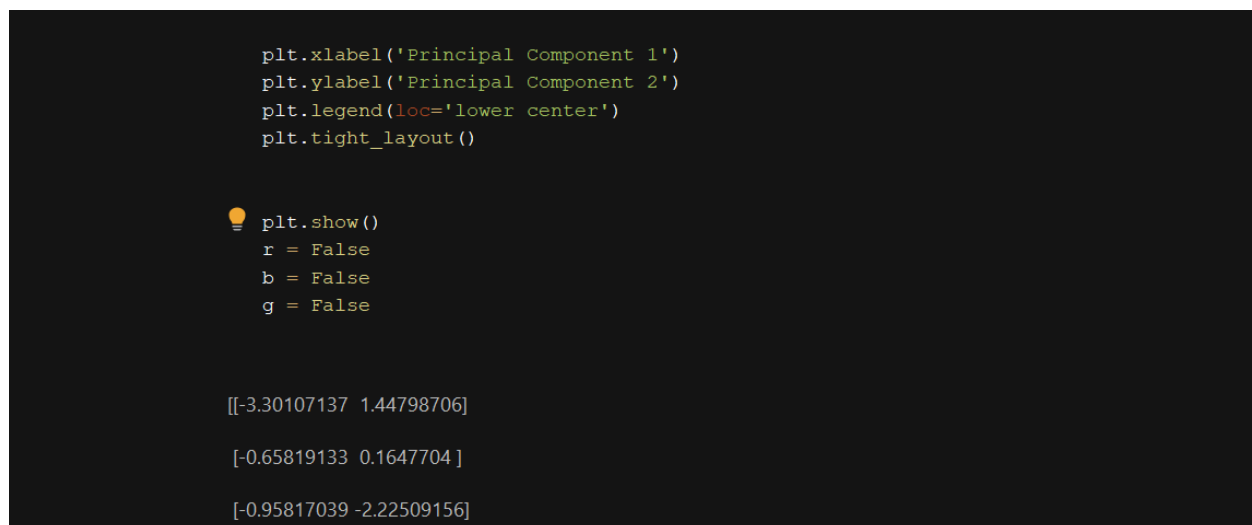 plt.xlabel('Principal Component 1')
plt.ylabel('Principal Component 2')
plt.legend(loc='lower center')
plt.tight_layout()
plt.show()
r = False
b = False
g = False
[[-3.30107137  1.44798706]
[-0.65819133  0.1647704 ]
[-0.95817039 -2.22509156]